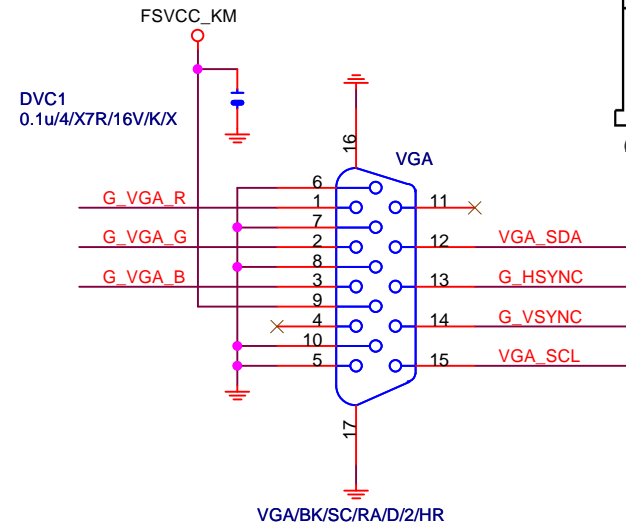 FSVCC_KM
DVC1
0.1u/4/X7R/16V/K/X
16
VGA
6
G_VGA_R 1 11
7
G_VGA_G 2 12 VGA_SDA
8
G_VGA_B 3 13 G_HSYNC
9
4 14 G_VSYNC
10
5 15 VGA_SCL
17
VGA/BK/SC/RA/D/2/HR